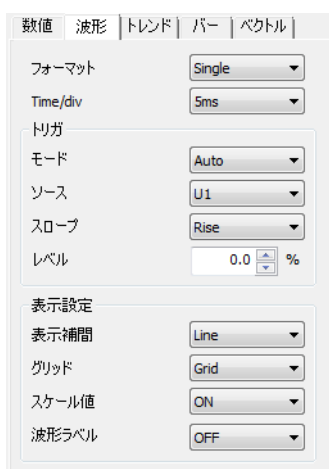 数値 波形 トレンド バー ベクトル
フォーマット Single
Time/div 5ms
トリガ
モード Auto
ソース U1
スロープ Rise
レベル 0.0 %
表示設定
表示補間 Line
グリッド Grid
スケール値 ON
波形ラベル OFF